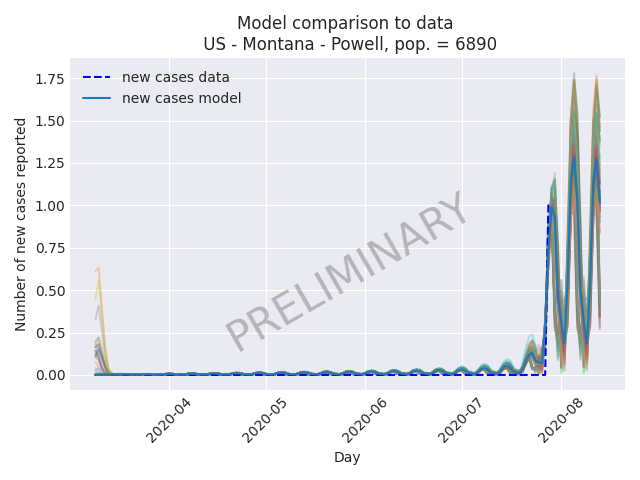 Model comparison to data
US - Montana - Powell, pop. = 6890
new cases data
new cases model
Number of new cases reported
1.75
1.50
1.25
1.00
0.75
0.50
0.25
0.00
PRELIMINARY
2020-04
2020-05
2020-06
2020-07
2020-08
Day